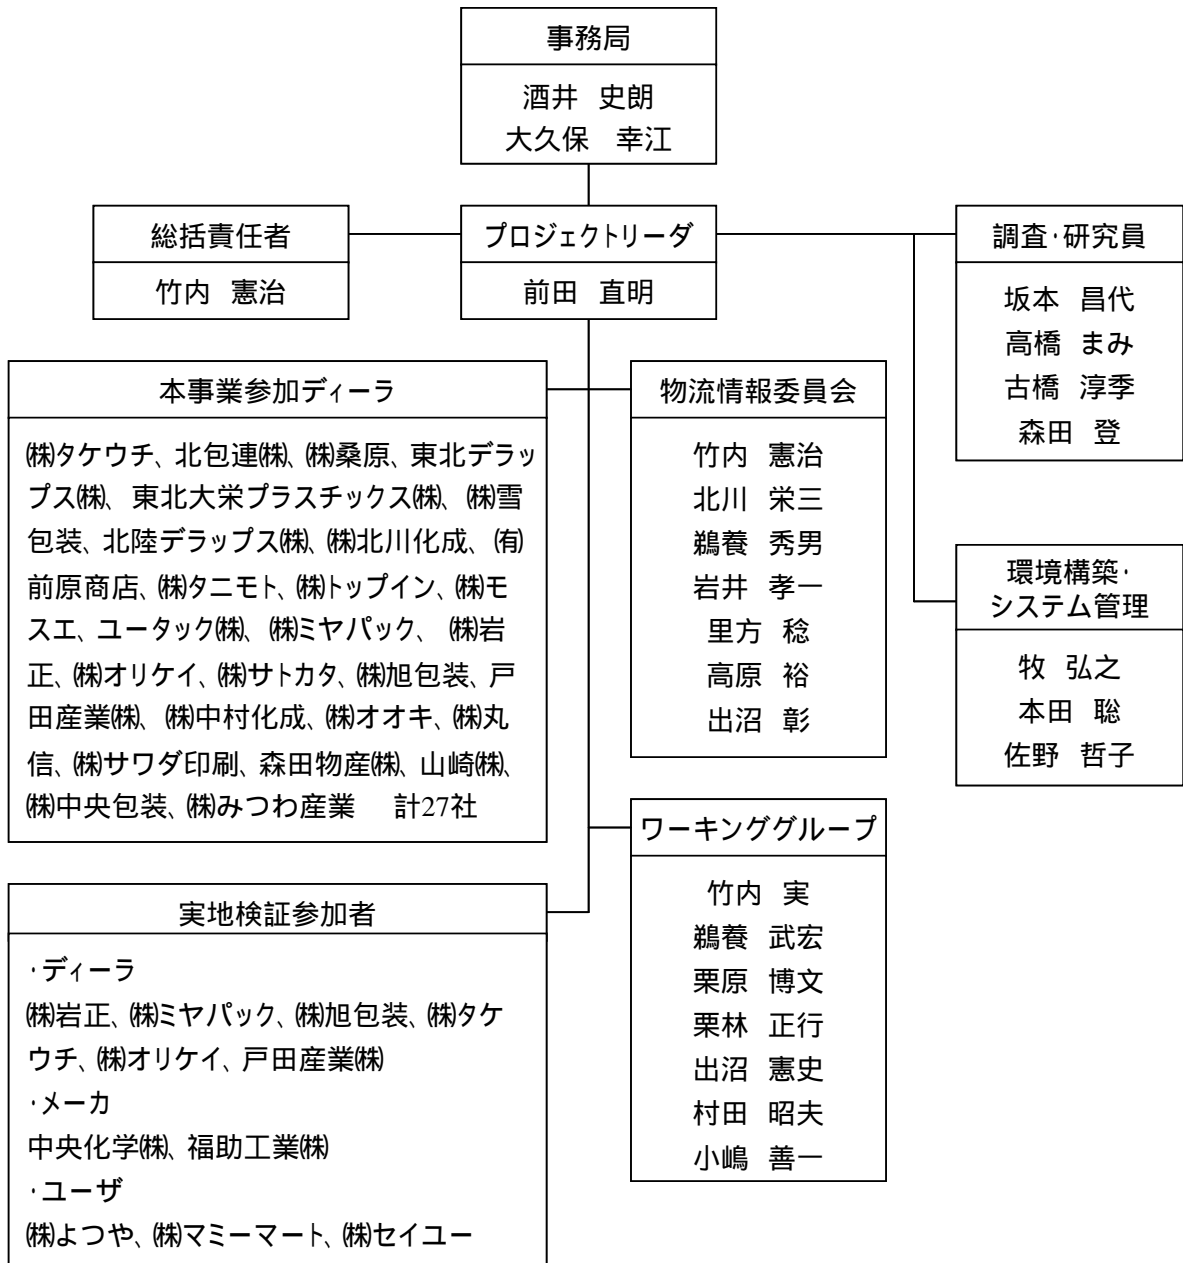 事務局
酒井 史朗
大久保 幸江
総括責任者
竹内 憲治
プロジェクトリーダ
前田 直明
調査・研究員
坂本 昌代
高橋 まみ
古橋 淳季
森田 登
本事業参加ディーラ
㈱タケウチ、北包連㈱、㈱桑原、東北デラッ
プス㈱、東北大栄プラスチックス㈱、㈱雪
包装、北陸デラップス㈱、㈱北川化成、㈲
前原商店、㈱タニモト、㈱トップイン、㈱モ
スエ、ユータック㈱、㈱ミヤパック、㈱岩
正、㈱オリケイ、㈱サトカタ、㈱旭包装、戸
田産業㈱、㈱中村化成、㈱オオキ、㈱丸
信、㈱サワダ印刷、森田物産㈱、山崎㈱、
㈱中央包装、㈱みつわ産業 計27社
物流情報委員会
竹内 憲治
北川 栄三
鵜養 秀男
岩井 孝一
里方 稔
高原 裕
出沼 彰
環境構築・
システム管理
牧 弘之
本田 聡
佐野 哲子
ワーキンググループ
竹内 実
鵜養 武宏
栗原 博文
栗林 正行
出沼 憲史
村田 昭夫
小嶋 善一
実地検証参加者
・ディーラ
㈱岩正、㈱ミヤパック、㈱旭包装、㈱タケ
ウチ、㈱オリケイ、戸田産業㈱
・メーカ
中央化学㈱、福助工業㈱
・ユーザ
㈱よつや、㈱マミーマート、㈱セイユー